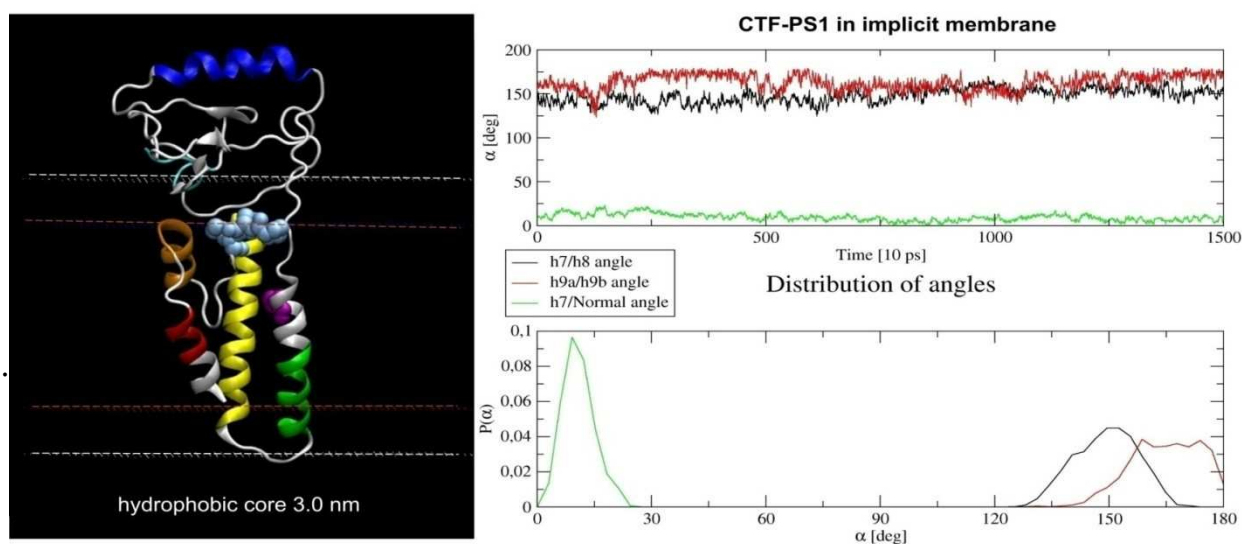 hydrophobic core 3.0 nm
CTF-PS1 in implicit membrane
200
150
100
50
0
α [deg]
0 500 1000 1500
Time [10 ps]
h7/h8 angle
h9a/h9b angle
h7/Normal angle
Distribution of angles
0,1
0,08
0,06
0,04
0,02
0
P(α)
0 30 60 90 120 150 180
α [deg]